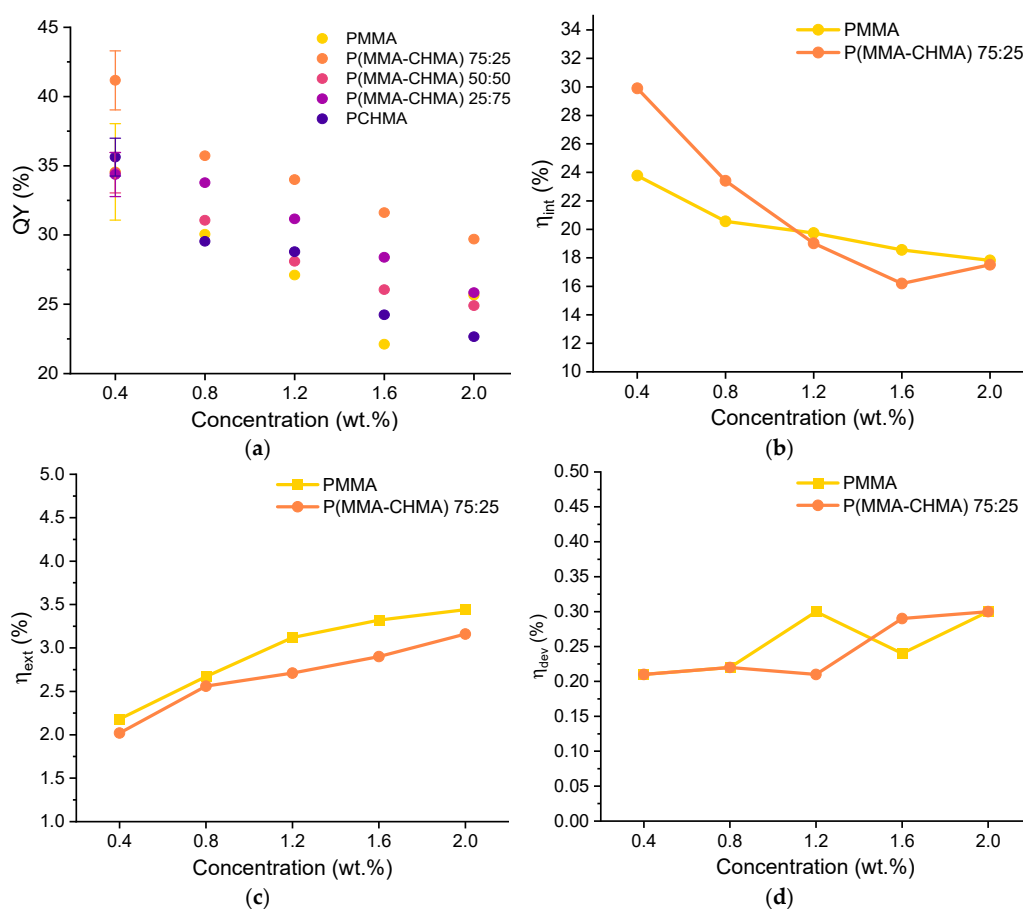 45
40
35
30
25
20
QY (%)
PMMA
P(MMA-CHMA) 75:25
P(MMA-CHMA) 50:50
P(MMA-CHMA) 25:75
PCHMA
0.4 0.8 1.2 1.6 2.0
Concentration (wt.%)
(a)
34
32
30
28
26
24
22
20
18
16
14
12
10
ηint (%)
PMMA
P(MMA-CHMA) 75:25
0.4 0.8 1.2 1.6 2.0
Concentration (wt.%)
(b)
5.0
4.5
4.0
3.5
3.0
2.5
2.0
1.5
1.0
ηext (%)
PMMA
P(MMA-CHMA) 75:25
0.4 0.8 1.2 1.6 2.0
Concentration (wt.%)
(c)
0.50
0.45
0.40
0.35
0.30
0.25
0.20
0.15
0.10
0.05
0.00
ηdev (%)
PMMA
P(MMA-CHMA) 75:25
0.4 0.8 1.2 1.6 2.0
Concentration (wt.%)
(d)